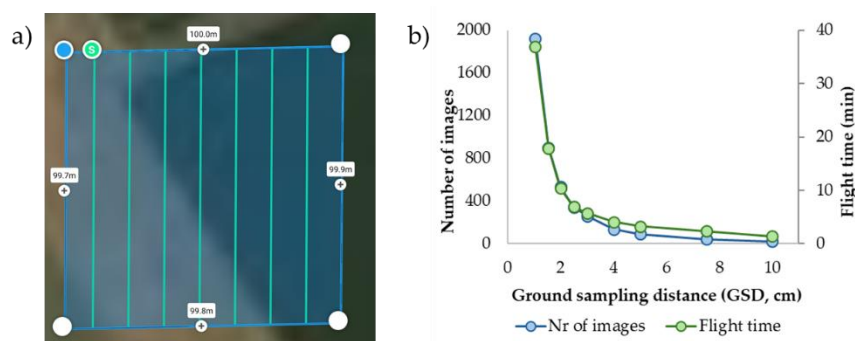 a)
S
100.0m
99.7m
99.9m
99.8m
b)
Number of images
2000
1600
1200
800
400
0
Flight time (min)
40
30
20
10
0
0
2
4
6
8
10
Ground sampling distance (GSD, cm)
Nr of images
Flight time